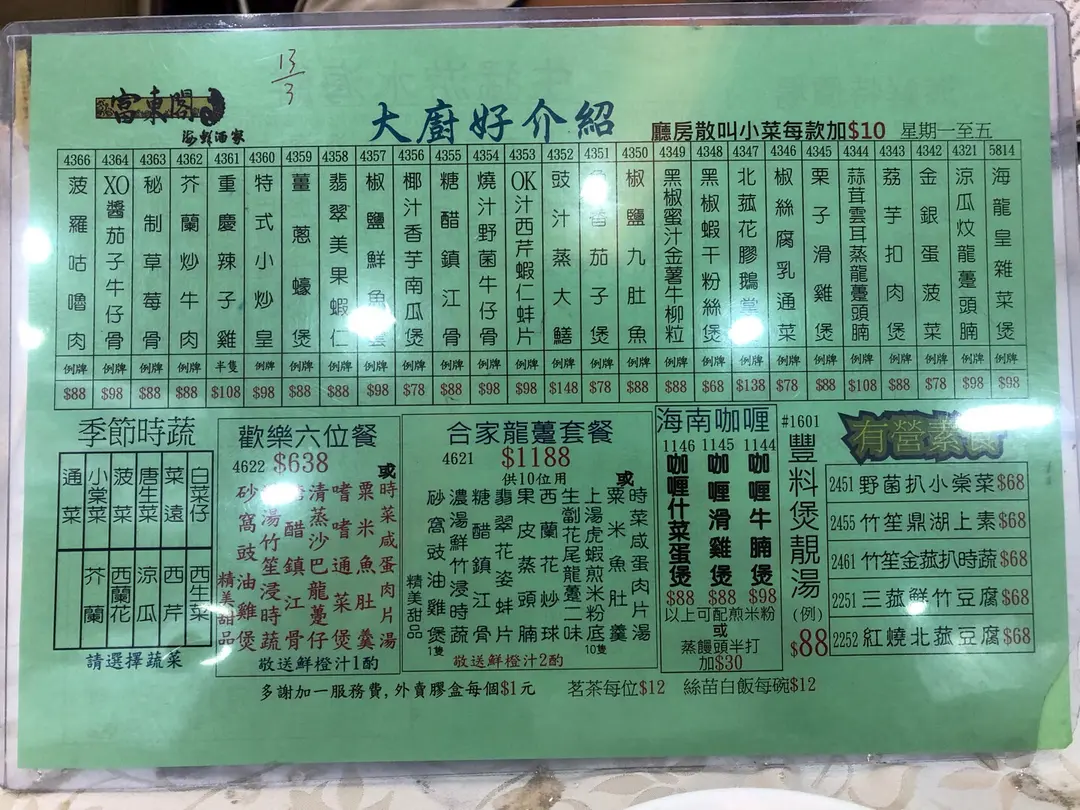 13/3
富東閣
海鮮酒家
大廚好介紹
廳房散叫小菜每款加$10 星期一至五
4366 菠羅咕嚕肉 例牌 $88
4364 XO醬茄子牛仔骨 例牌 $98
4363 秘制草莓骨 例牌 $88
4362 芥蘭炒牛肉 例牌 $88
4361 重慶辣子雞 半隻 $108
4360 特式小炒皇 例牌 $98
4359 薑蔥蠔煲 例牌 $88
4358 翡翠美果蝦仁 例牌 $88
4357 椒鹽鮮魚 例牌 $98
4356 椰汁香芋南瓜煲 例牌 $78
4355 糖醋鎮江骨 例牌 $88
4354 燒汁野菌牛仔骨 例牌 $98
4353 OK汁西芹蝦仁蚌片 例牌 $98
4352 豉汁蒸大鱔 例牌 $148
4351 番茄子煲 例牌 $78
4350 椒鹽九肚魚 例牌 $88
4349 黑椒蜜汁金薯牛柳粒 例牌 $88
4348 黑椒蝦干粉絲煲 例牌 $68
4347 北菰花膠鵝掌 例牌 $138
4346 椒絲腐乳通菜 例牌 $78
4345 栗子滑雞煲 例牌 $88
4344 蒜茸雲耳蒸龍躉頭腩 例牌 $108
4343 荔芋扣肉煲 例牌 $88
4342 金銀蛋菠菜 例牌 $78
4321 涼瓜炆龍躉頭腩 例牌 $98
5814 海龍皇雜菜煲 例牌 $98
季節時蔬
通菜 小棠菜 菠菜 唐生菜 菜遠 白菜仔
芥蘭 西蘭花 涼瓜 西芹 西生菜
請選擇蔬菜
歡樂六位餐
4622 $638
時菜咸蛋肉片湯
或
粟米魚肚羹
嗜嗜通菜煲
清蒸沙巴龍躉仔
醋鎮江骨
湯竹笙浸時蔬
砂窩豉油雞煲
精美甜品
敬送鮮橙汁1酌
合家龍躉套餐
4621 $1188
供10位用
時菜咸蛋肉片湯
或
粟米魚肚羹
上湯虎蝦煎米粉底 10隻
生劏花尾龍躉二味
西蘭花炒球
果皮蒸頭腩
翡翠花姿蚌片
糖醋鎮江骨
濃湯鮮竹浸時蔬
砂窩豉油雞煲 1隻
精美甜品
敬送鮮橙汁2酌
海南咖喱
1146 咖喱什菜蛋煲 $88
1145 咖喱滑雞煲 $88
1144 咖喱牛腩煲 $98
以上可配煎米粉
或
蒸饅頭半打
加$30
#1601
豐料煲靚湯
(例)
$88
有營素食
2451 野菌扒小棠菜 $68
2455 竹笙鼎湖上素 $68
2461 竹笙金菰扒時蔬 $68
2251 三菰鮮竹豆腐 $68
2252 紅燒北菰豆腐 $68
多謝加一服務費,外賣膠盒每個$1元 茗茶每位$12 絲苗白飯每碗$12